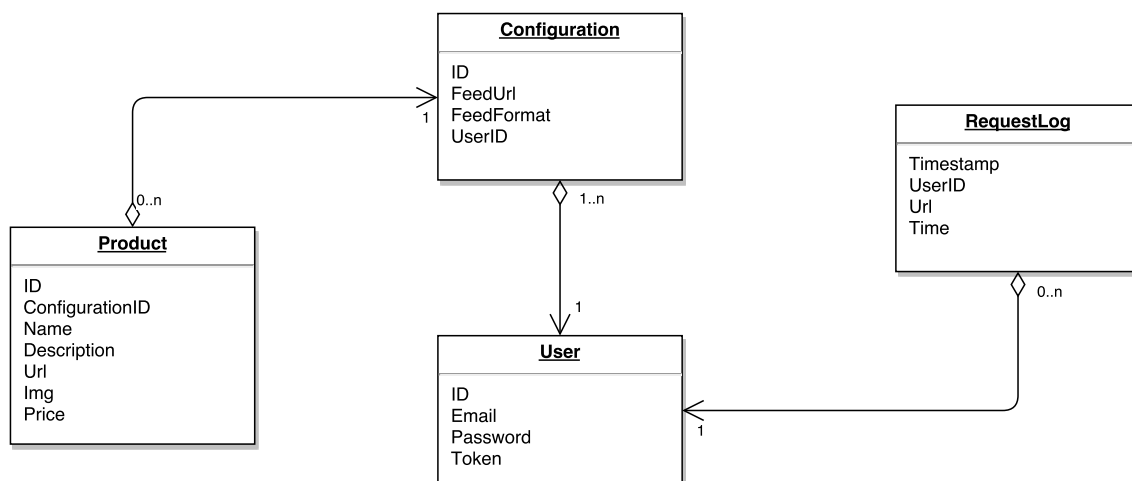 Configuration
ID
FeedUrl
FeedFormat
UserID
1
1..n
0..n
Product
ID
ConfigurationID
Name
Description
Url
Img
Price
RequestLog
Timestamp
UserID
Url
Time
0..n
1
User
ID
Email
Password
Token
1